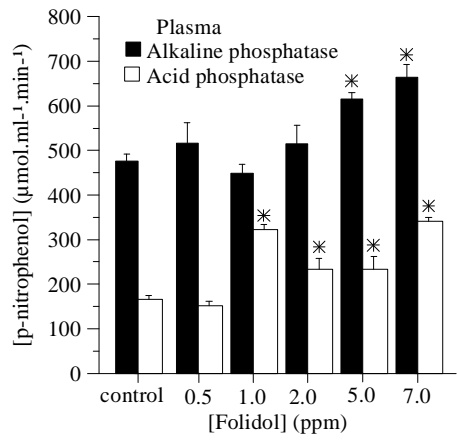 Plasma
Alkaline phosphatase
Acid phosphatase
[p-nitrophenol] (µmol.ml⁻¹.min⁻¹)
800
700
600
500
400
300
200
100
0
* *
* * * *
control 0.5 1.0 2.0 5.0 7.0
[Folidol] (ppm)